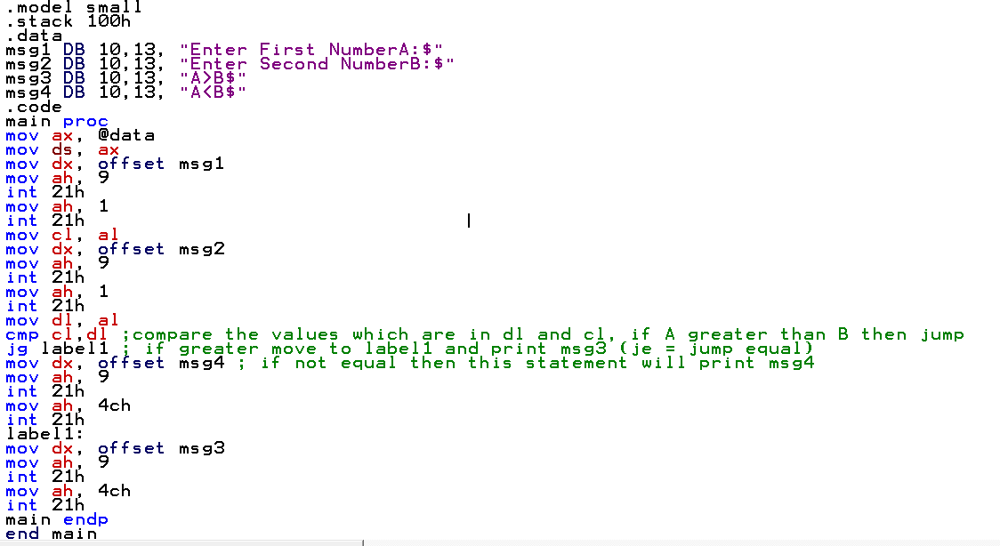 .model small
.stack 100h
.data
msg1 DB 10,13, "Enter First NumberA:$"
msg2 DB 10,13, "Enter Second NumberB:$"
msg3 DB 10,13, "A>B$"
msg4 DB 10,13, "A<B$"
.code
main proc
mov ax, @data
mov ds, ax
mov dx, offset msg1
mov ah, 9
int 21h
mov ah, 1
int 21h
mov cl, al
mov dx, offset msg2
mov ah, 9
int 21h
mov ah, 1
int 21h
mov dl, al
cmp cl,dl ;compare the values which are in dl and cl, if A greater than B then jump
jg label1 ; if greater move to label1 and print msg3 (je = jump equal)
mov dx, offset msg4 ; if not equal then this statement will print msg4
mov ah, 9
int 21h
mov ah, 4ch
int 21h
label1:
mov dx, offset msg3
mov ah, 9
int 21h
mov ah, 4ch
int 21h
main endp
end main